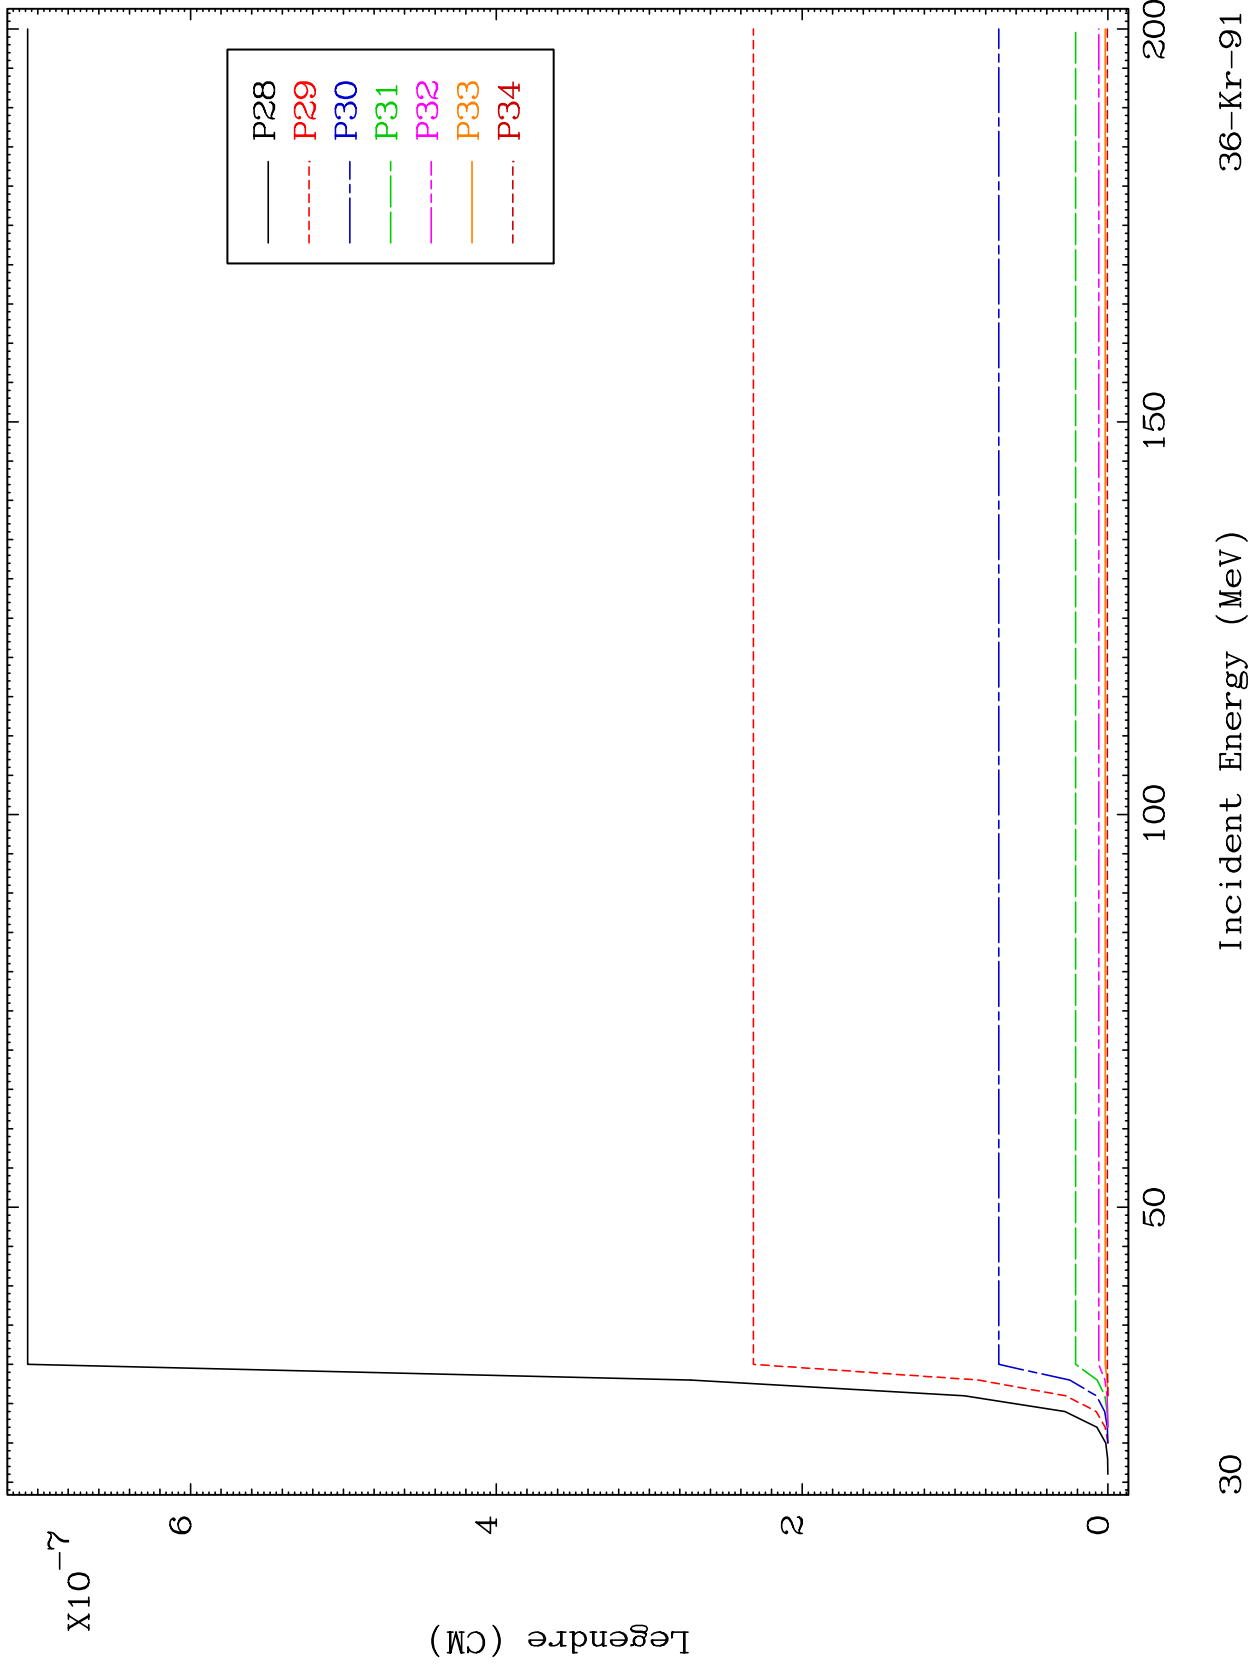 X10-7
6
4
2
0
Legendre (CM)
P28
P29
P30
P31
P32
P33
P34
50
100
150
200
30
Incident Energy (MeV)
36-Kr-91